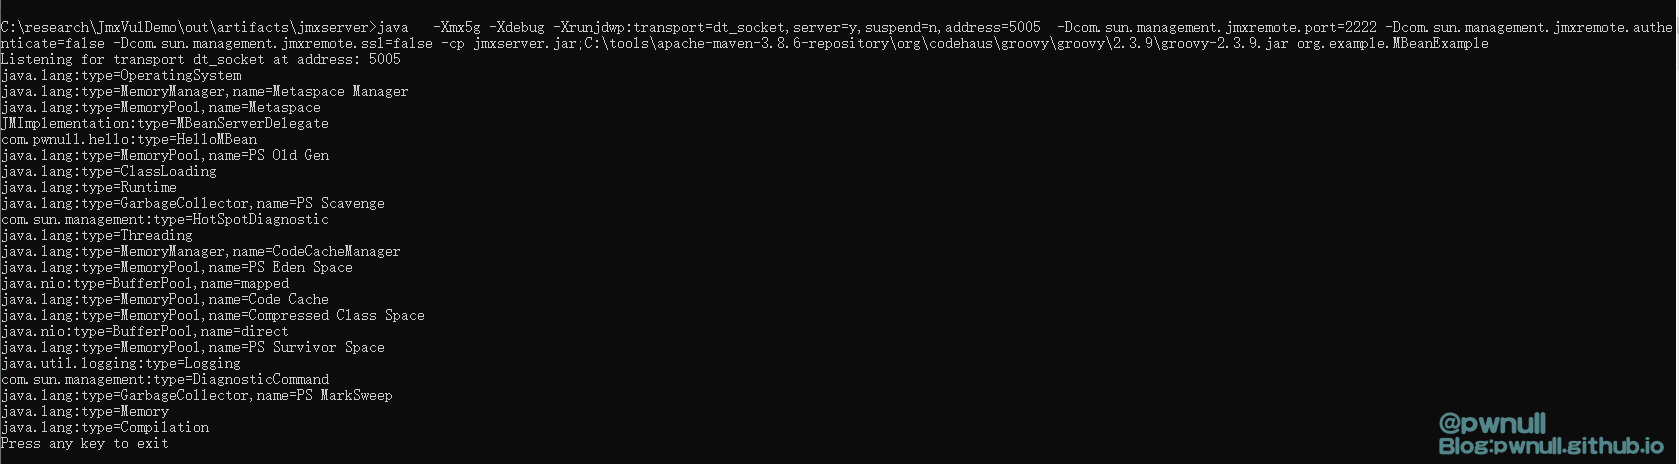 C:\research\JmxVulDemo\out\artifacts\jmxserver>java   -Xmx5g -Xdebug -Xrunjdwp:transport=dt_socket,server=y,suspend=n,address=5005  -Dcom.sun.management.jmxremote.port=2222 -Dcom.sun.management.jmxremote.authe
nticate=false -Dcom.sun.management.jmxremote.ssl=false -cp jmxserver.jar;C:\tools\apache-maven-3.8.6-repository\org\codehaus\groovy\groovy\2.3.9\groovy-2.3.9.jar org.example.MBeanExample
Listening for transport dt_socket at address: 5005
java.lang:type=OperatingSystem
java.lang:type=MemoryManager,name=Metaspace Manager
java.lang:type=MemoryPool,name=Metaspace
JMImplementation:type=MBeanServerDelegate
com.pwnull.hello:type=HelloMBean
java.lang:type=MemoryPool,name=PS Old Gen
java.lang:type=ClassLoading
java.lang:type=Runtime
java.lang:type=GarbageCollector,name=PS Scavenge
com.sun.management:type=HotSpotDiagnostic
java.lang:type=Threading
java.lang:type=MemoryManager,name=CodeCacheManager
java.lang:type=MemoryPool,name=PS Eden Space
java.nio:type=BufferPool,name=mapped
java.lang:type=MemoryPool,name=Code Cache
java.lang:type=MemoryPool,name=Compressed Class Space
java.nio:type=BufferPool,name=direct
java.lang:type=MemoryPool,name=PS Survivor Space
java.util.logging:type=Logging
com.sun.management:type=DiagnosticCommand
java.lang:type=GarbageCollector,name=PS MarkSweep
java.lang:type=Memory
java.lang:type=Compilation
Press any key to exit
@pwnull
Blog:pwnull.github.io